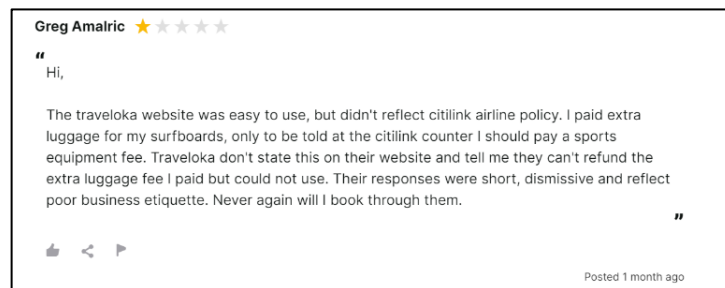 Greg Amalric
“
Hi,
The traveloka website was easy to use, but didn't reflect citilink airline policy. I paid extra
luggage for my surfboards, only to be told at the citilink counter I should pay a sports
equipment fee. Traveloka don't state this on their website and tell me they can't refund the
extra luggage fee I paid but could not use. Their responses were short, dismissive and reflect
poor business etiquette. Never again will I book through them.
”
Posted 1 month ago